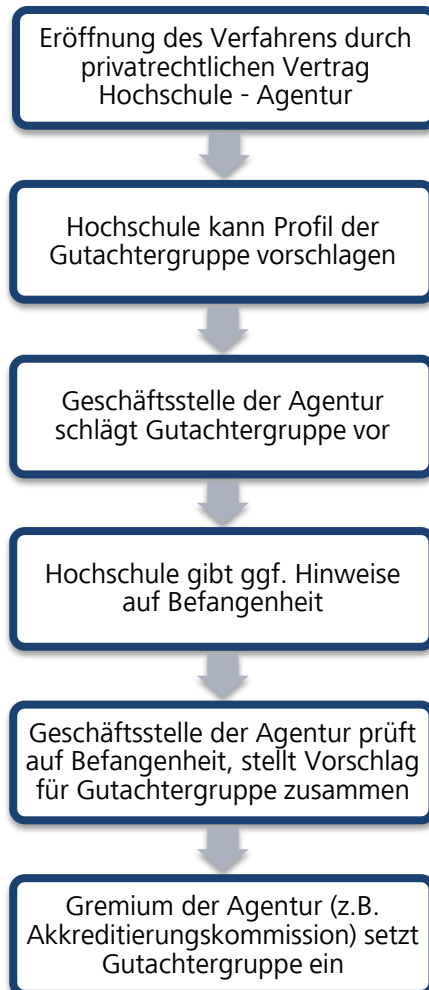 Eröffnung des Verfahrens durch
privatrechtlichen Vertrag
Hochschule - Agentur
Hochschule kann Profil der
Gutachtergruppe vorschlagen
Geschäftsstelle der Agentur
schlägt Gutachtergruppe vor
Hochschule gibt ggf. Hinweise
auf Befangenheit
Geschäftsstelle der Agentur prüft
auf Befangenheit, stellt Vorschlag
für Gutachtergruppe zusammen
Gremium der Agentur (z.B.
Akkreditierungskommission) setzt
Gutachtergruppe ein